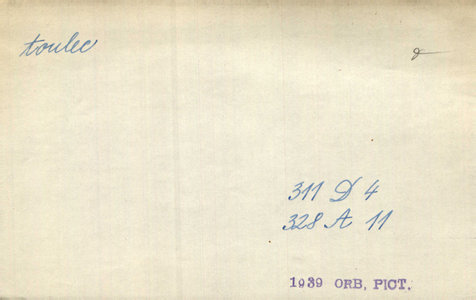 toulec
311 D 4
328 A 11
1939 ORB. PICT.